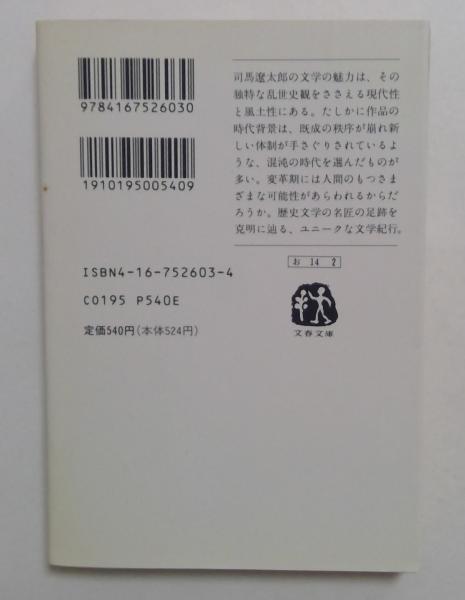 9784167526030
1910195005409
ISBN4-16-752603-4
C0195 P540E
定価540円(本体524円)
司馬遼太郎の文学の魅力は、その
独特な乱世史観をささえる現代性
と風土性にある。たしかに作品の
時代背景は、既成の秩序が崩れ新
しい体制が手さぐりされているよ
うな、混沌の時代を選んだものが
多い。変革期には人間のもつさま
ざまな可能性があらわれるからだ
ろうか。歴史文学の名匠の足跡を
克明に辿る、ユニークな文学紀行。
お 14 2
文春文庫